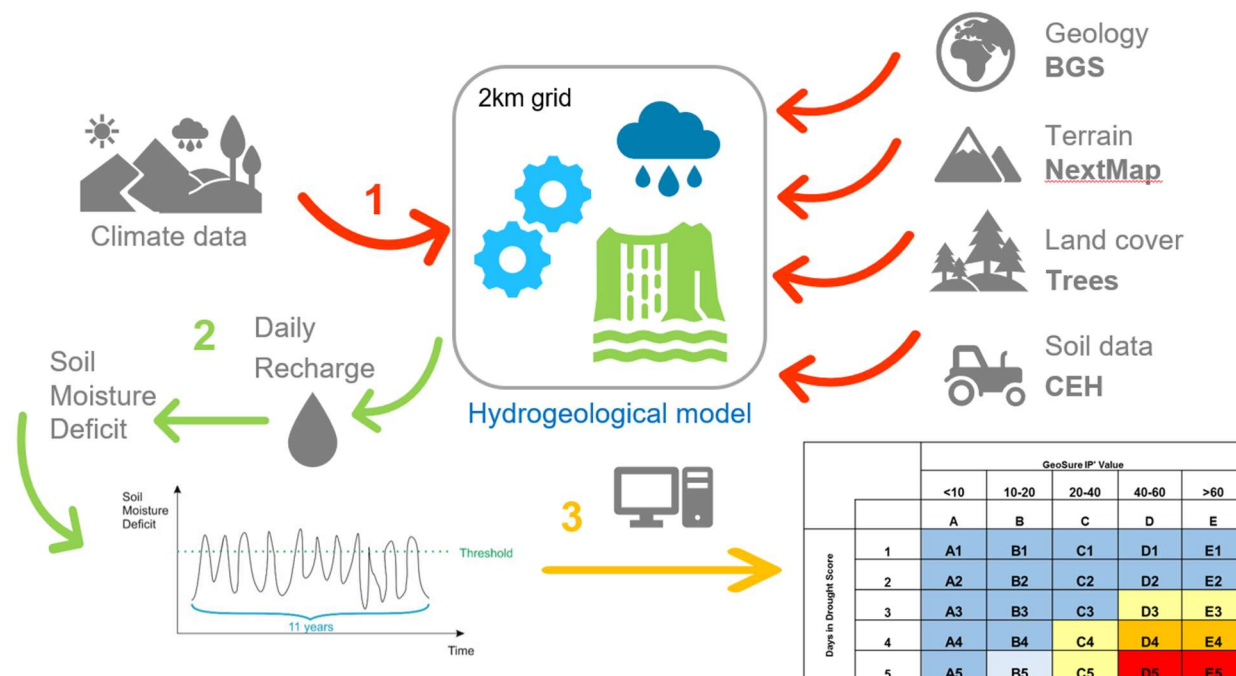 2km grid
Geology
BGS
Terrain
NextMap
1
Climate data
Land cover
Trees
2
Daily
Recharge
Soil
Moisture
Deficit
Soil data
CEH
Hydrogeological model
Soil
Moisture
Deficit
Threshold
11 years
Time
3
GeoSure IP' Value
<10 10-20 20-40 40-60 >60
A B C D E
Days in Drought Score
1 A1 B1 C1 D1 E1
2 A2 B2 C2 D2 E2
3 A3 B3 C3 D3 E3
4 A4 B4 C4 D4 E4
5 A5 B5 C5 D5 E5